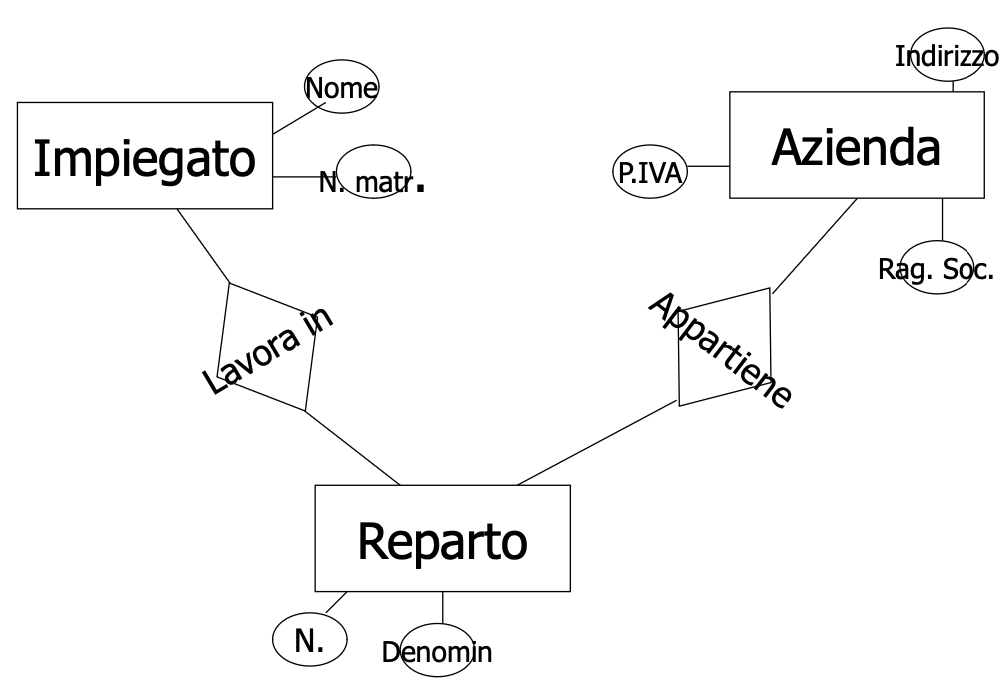 Indirizzo
Nome
Impiegato
Azienda
N. matr.
P.IVA
Rag. Soc.
Lavora in
Appartiene
Reparto
N.
Denomin